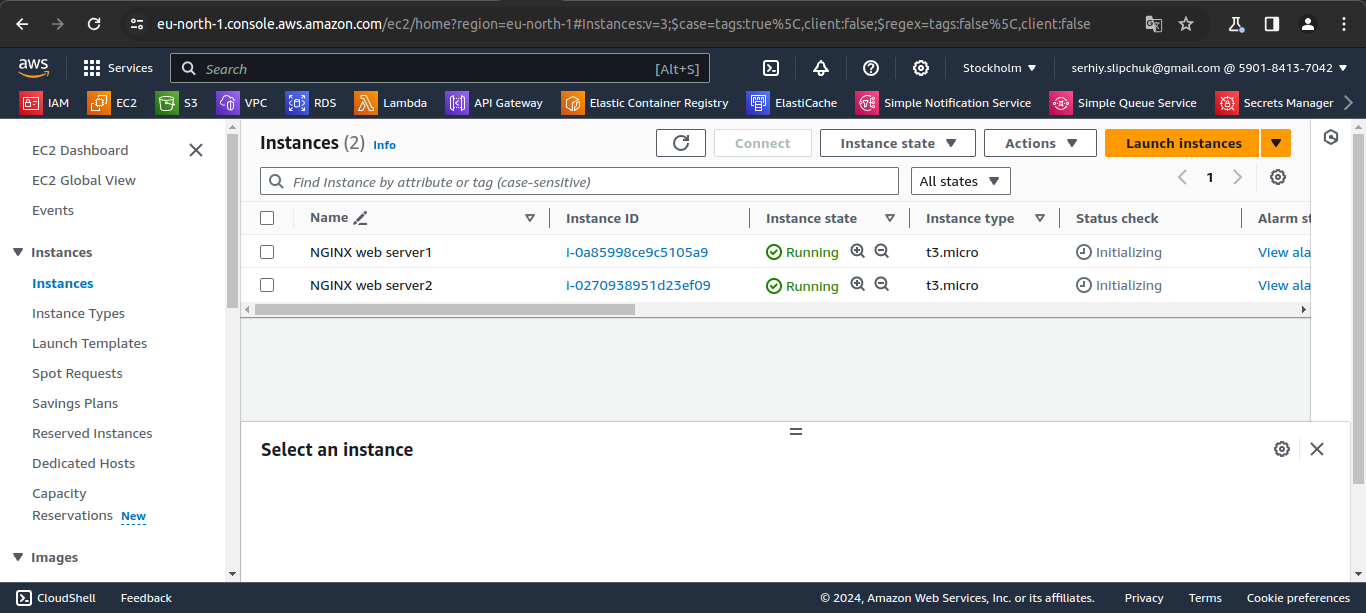 eu-north-1.console.aws.amazon.com/ec2/home?region=eu-north-1#Instances:v=3;$case=tags:true%5C,client:false;$regex=tags:false%5C,client:false
aws Services Search [Alt+S] Stockholm serhiy.slipchuk@gmail.com @ 5901-8413-7042
IAM EC2 S3 VPC RDS Lambda API Gateway Elastic Container Registry ElastiCache Simple Notification Service Simple Queue Service Secrets Manager
EC2 Dashboard
EC2 Global View
Events
Instances
Instances
Instance Types
Launch Templates
Spot Requests
Savings Plans
Reserved Instances
Dedicated Hosts
Capacity
Reservations New
Images
Instances (2) Info Connect Instance state Actions Launch instances
Find Instance by attribute or tag (case-sensitive) All states 1
Name Instance ID Instance state Instance type Status check Alarm st
NGINX web server1 i-0a85998ce9c5105a9 Running t3.micro Initializing View ala
NGINX web server2 i-0270938951d23ef09 Running t3.micro Initializing View ala
Select an instance
CloudShell Feedback © 2024, Amazon Web Services, Inc. or its affiliates. Privacy Terms Cookie preferences